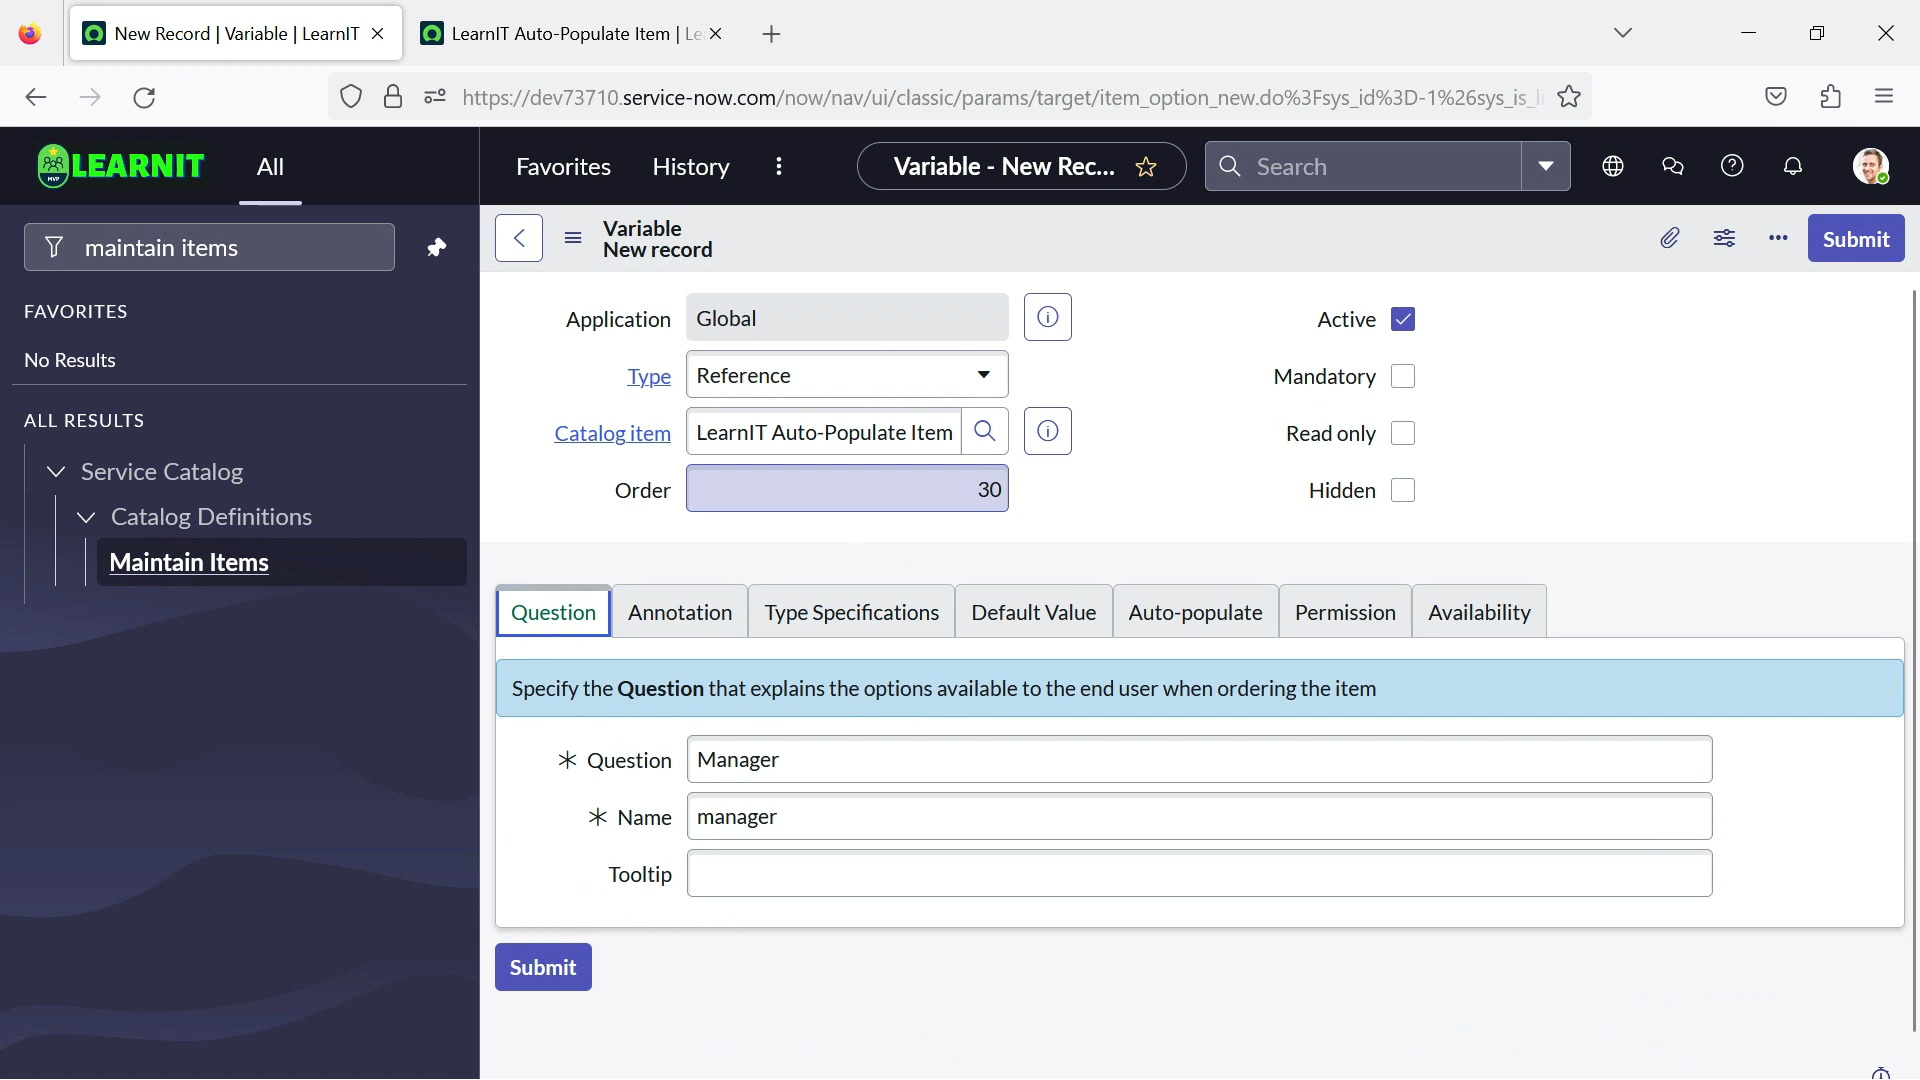 New Record | Variable | LearnIT
LearnIT Auto-Populate Item | Le
https://dev73710.service-now.com/now/nav/ui/classic/params/target/item_option_new.do%3Fsys_id%3D-1%26sys_is_li
MVP LEARNIT
All
Favorites
History
Variable - New Rec...
Search
maintain items
FAVORITES
No Results
ALL RESULTS
Service Catalog
Catalog Definitions
Maintain Items
Variable
New record
Submit
Application Global
Active
Type Reference
Mandatory
Catalog item LearnIT Auto-Populate Item
Read only
Order 30
Hidden
Question Annotation Type Specifications Default Value Auto-populate Permission Availability
Specify the Question that explains the options available to the end user when ordering the item
* Question Manager
* Name manager
Tooltip
Submit